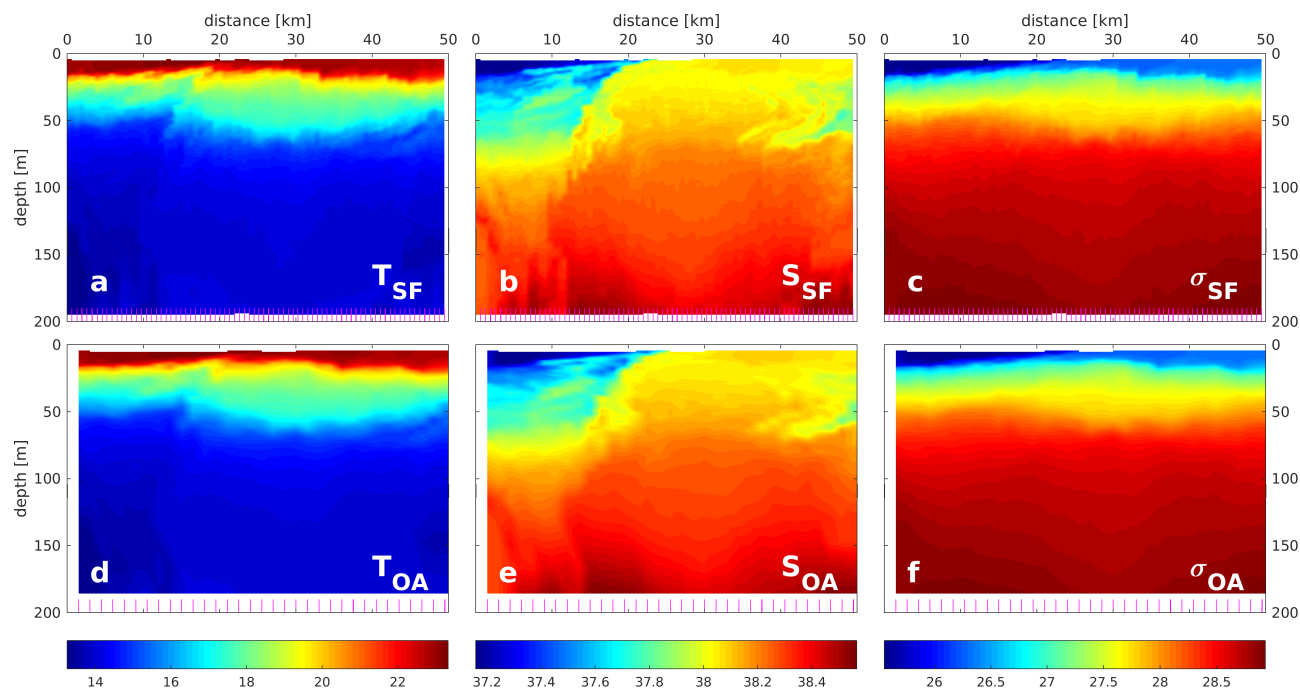 distance [km] distance [km] distance [km]
0 10 20 30 40 50 0 10 20 30 40 50 0 10 20 30 40 50
0 50 100 150 200
depth [m]
a T_SF
b S_SF
c σ_SF
0 50 100 150 200
0 50 100 150 200
depth [m]
d T_OA
e S_OA
f σ_OA
0 50 100 150 200
14 16 18 20 22
37.2 37.4 37.6 37.8 38 38.2 38.4
26 26.5 27 27.5 28 28.5